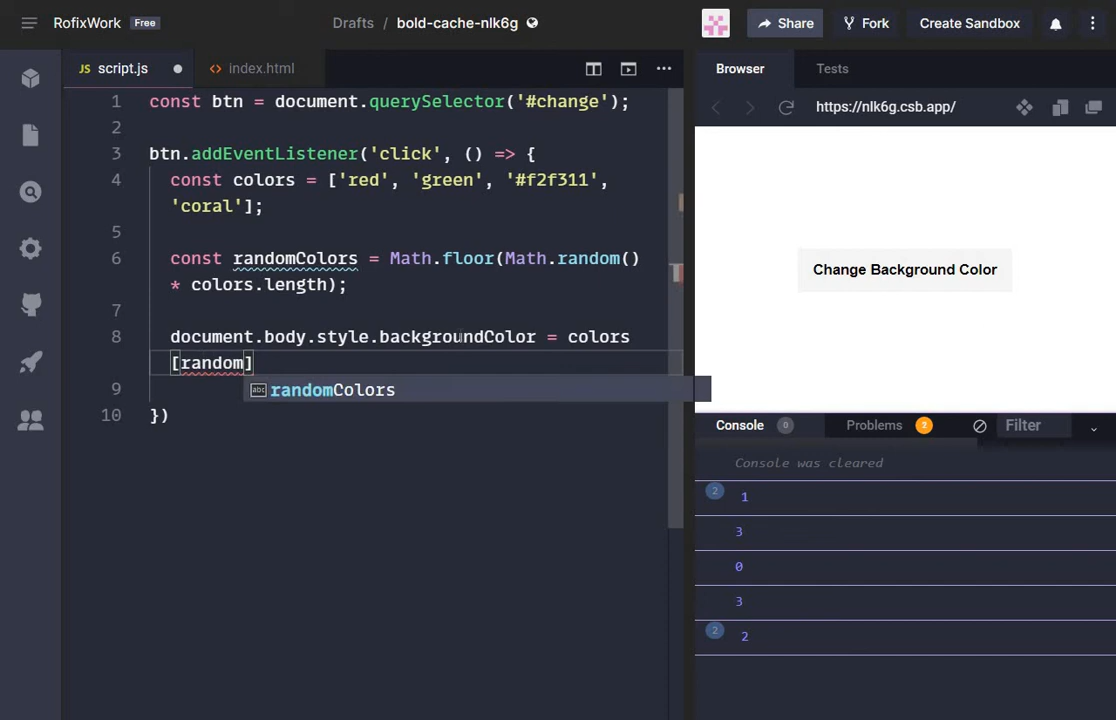 RofixWork Free Drafts / bold-cache-nlk6g Share Fork Create Sandbox
JS script.js index.html Browser Tests
https://nlk6g.csb.app/
1 const btn = document.querySelector('#change');
2
3 btn.addEventListener('click', () => {
4 const colors = ['red', 'green', '#f2f311',
'coral'];
5
6 const randomColors = Math.floor(Math.random()
* colors.length);
7
8 document.body.style.backgroundColor = colors
[random]
abc randomColors
9
10 })
Change Background Color
Console 0 Problems 2 Filter
Console was cleared
2 1
3
0
3
2 2